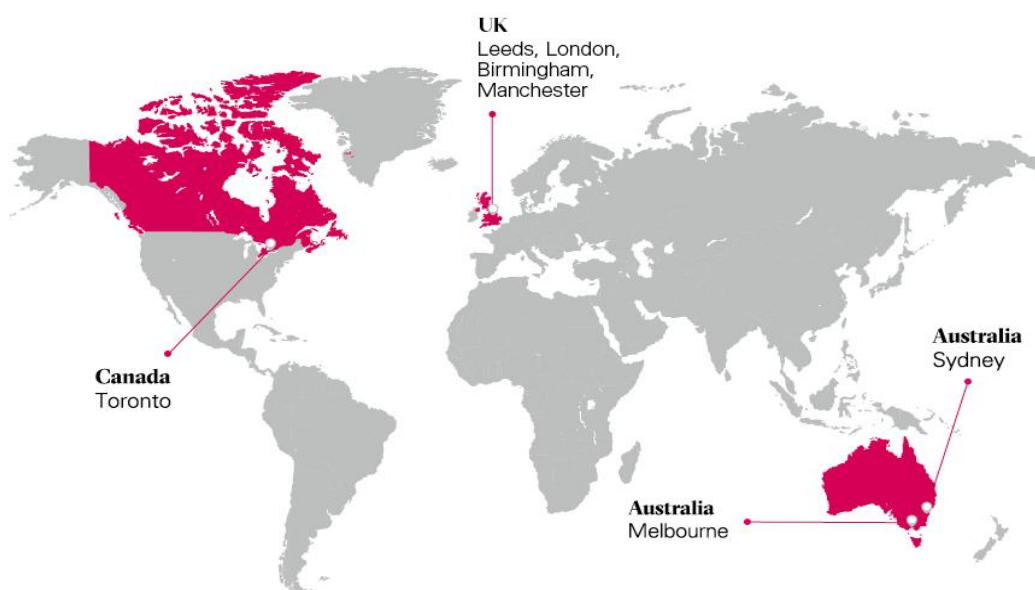 UK
Leeds, London,
Birmingham,
Manchester
Australia
Sydney
Canada
Toronto
Australia
Melbourne